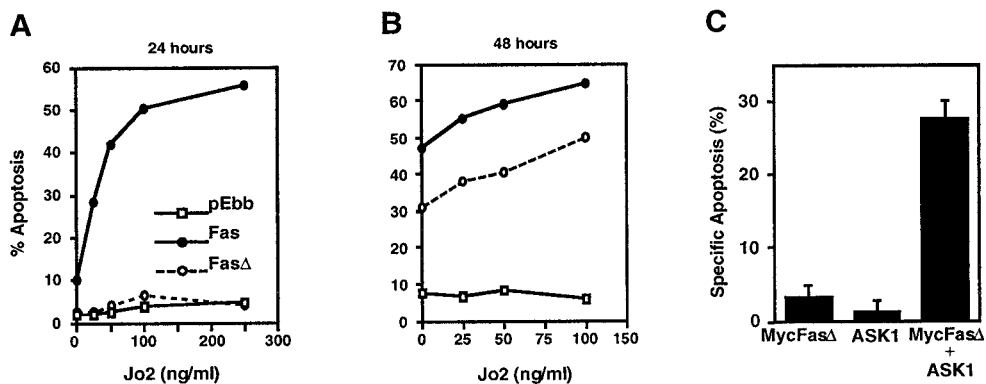 A
24 hours
% Apoptosis
60
50
40
30
20
10
0
pEbb
Fas
FasΔ
0 100 200 300
Jo2 (ng/ml)
B
48 hours
70
60
50
40
30
20
10
0
0 25 50 75 100 125 150
Jo2 (ng/ml)
C
Specific Apoptosis (%)
30
20
10
0
MycFasΔ ASK1 MycFasΔ
+
ASK1